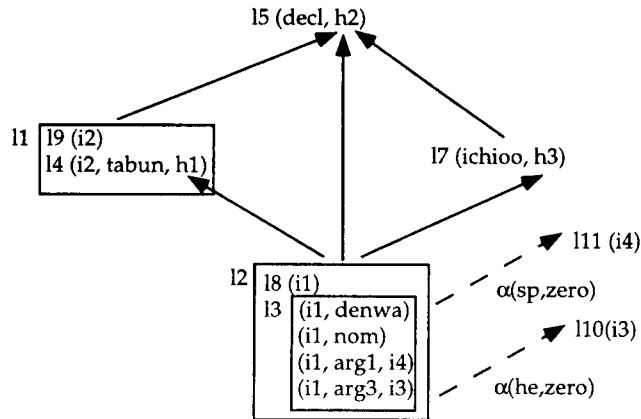 l5 (decl, h2)
l1
l9 (i2)
l4 (i2, tabun, h1)
l7 (ichioo, h3)
l11 (i4)
l2
l8 (i1)
α(sp,zero)
l3
(i1, denwa)
(i1, nom)
l10(i3)
(i1, arg1, i4)
(i1, arg3, i3)
α(he,zero)